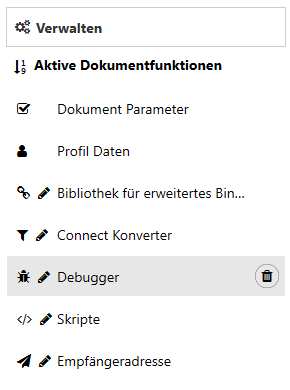 Verwalten
Aktive Dokumentfunktionen
Dokument Parameter
Profil Daten
Bibliothek für erweitertes Bin...
Connect Konverter
Debugger
Skripte
Empfängeradresse